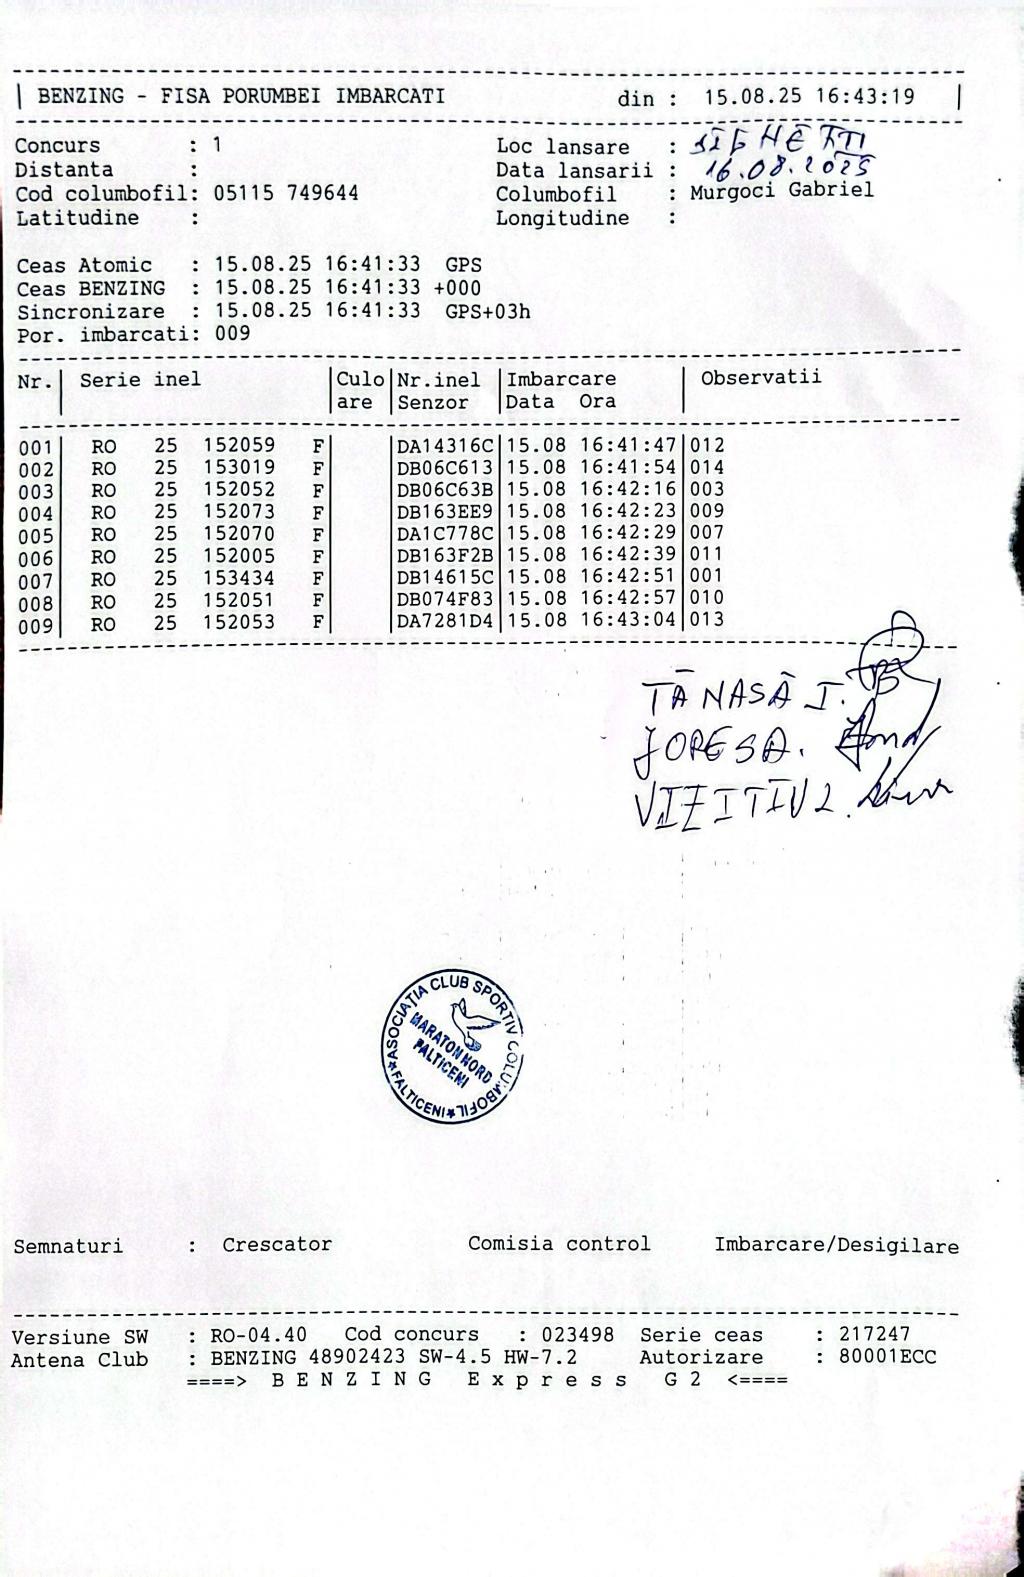 BENZING - FISA PORUMBEI IMBARCATI din : 15.08.25 16:43:19
Concurs : 1 Loc lansare : SIGHETTI
Distanta : Data lansarii : 16.08.2025
Cod columbofil: 05115 749644 Columbofil : Murgoci Gabriel
Latitudine : Longitudine :
Ceas Atomic : 15.08.25 16:41:33 GPS
Ceas BENZING : 15.08.25 16:41:33 +000
Sincronizare : 15.08.25 16:41:33 GPS+03h
Por. imbarcati: 009
Nr. Serie inel Culo Nr.inel Imbarcare Observatii
are Senzor Data Ora
001 RO 25 152059 F DA14316C 15.08 16:41:47 012
002 RO 25 153019 F DB06C613 15.08 16:41:54 014
003 RO 25 152052 F DB06C63B 15.08 16:42:16 003
004 RO 25 152073 F DB163EE9 15.08 16:42:23 009
005 RO 25 152070 F DA1C778C 15.08 16:42:29 007
006 RO 25 152005 F DB163F2B 15.08 16:42:39 011
007 RO 25 153434 F DB14615C 15.08 16:42:51 001
008 RO 25 152051 F DB074F83 15.08 16:42:57 010
009 RO 25 152053 F DA7281D4 15.08 16:43:04 013
TĂNASĂ I.
VIZITIU
ASOCIAȚIA CLUB SPORTIV COLUMBOFIL
MARATON NORD
FALTICENI
*FALTICENI*
Semnaturi : Crescator Comisia control Imbarcare/Desigilare
Versiune SW : RO-04.40 Cod concurs : 023498 Serie ceas : 217247
Antena Club : BENZING 48902423 SW-4.5 HW-7.2 Autorizare : 80001ECC
====> B E N Z I N G E x p r e s s G 2 <====